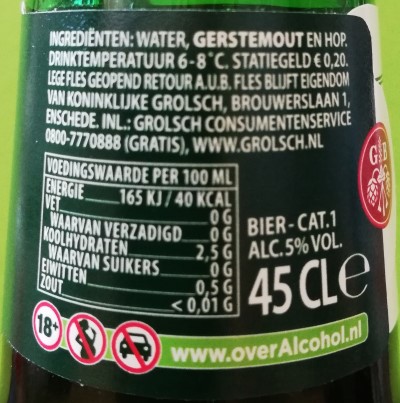 INGREDIËNTEN: WATER, GERSTEMOUT EN HOP.
DRINKTEMPERATUUR 6-8°C. STATIEGELD € 0,20.
LEGE FLES GEOPEND RETOUR A.U.B. FLES BLIJFT EIGENDOM
VAN KONINKLIJKE GROLSCH, BROUWERSLAAN 1,
ENSCHEDE. INL.: GROLSCH CONSUMENTENSERVICE
0800-7770888 (GRATIS), WWW.GROLSCH.NL
VOEDINGSWAARDE PER 100 ML
ENERGIE 165 KJ / 40 KCAL
VET 0 G
WAARVAN VERZADIGD 0 G
KOOLHYDRATEN 2,5 G
WAARVAN SUIKERS 0 G
EIWITTEN 0,5 G
ZOUT < 0,01 G
BIER - CAT.1
ALC. 5% VOL.
45 CL e
G B
18+
www.overAlcohol.nl